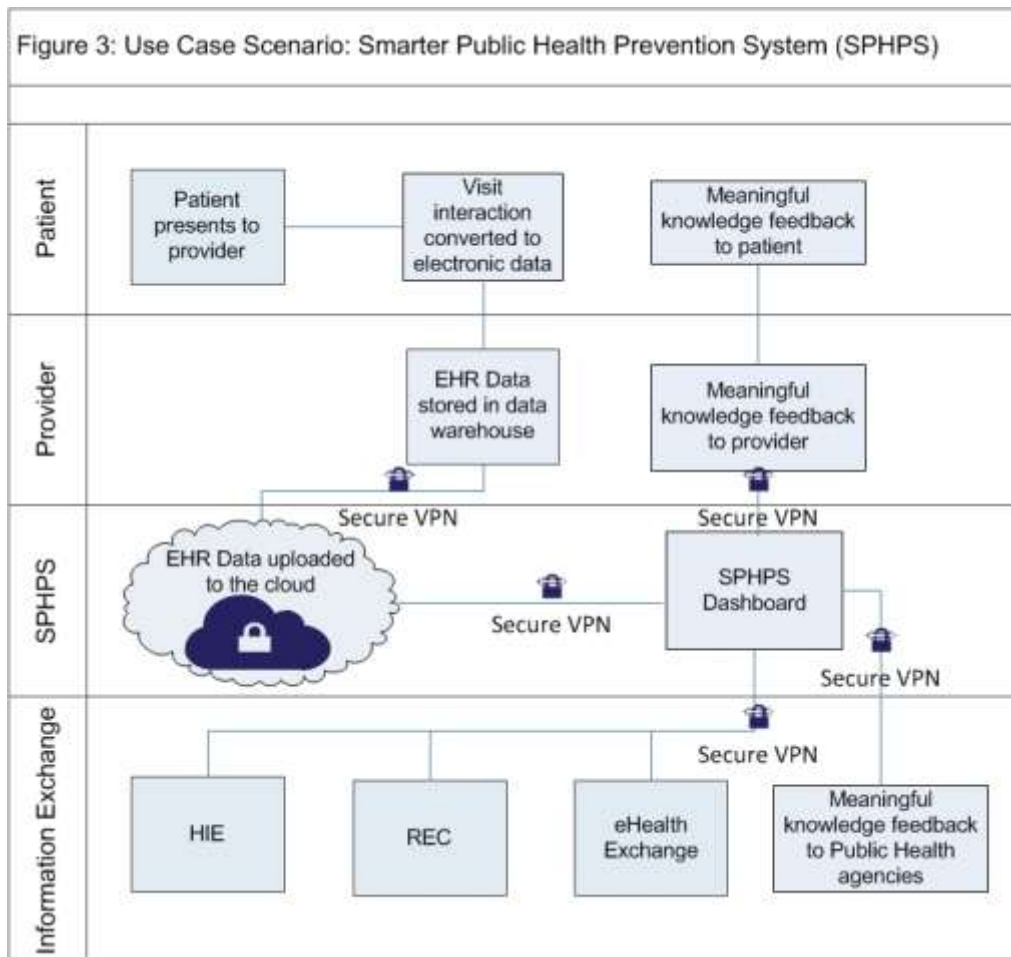 Figure 3: Use Case Scenario: Smarter Public Health Prevention System (SPHPS)
Patient
Patient
presents to
provider
Visit
interaction
converted to
electronic data
Meaningful
knowledge feedback
to patient
Provider
EHR Data
stored in data
warehouse
Meaningful
knowledge feedback
to provider
Secure VPN
Secure VPN
SPHPS
EHR Data uploaded
to the cloud
Secure VPN
SPHPS
Dashboard
Secure VPN
Information Exchange
Secure VPN
HIE
REC
eHealth
Exchange
Meaningful
knowledge feedback
to Public Health
agencies